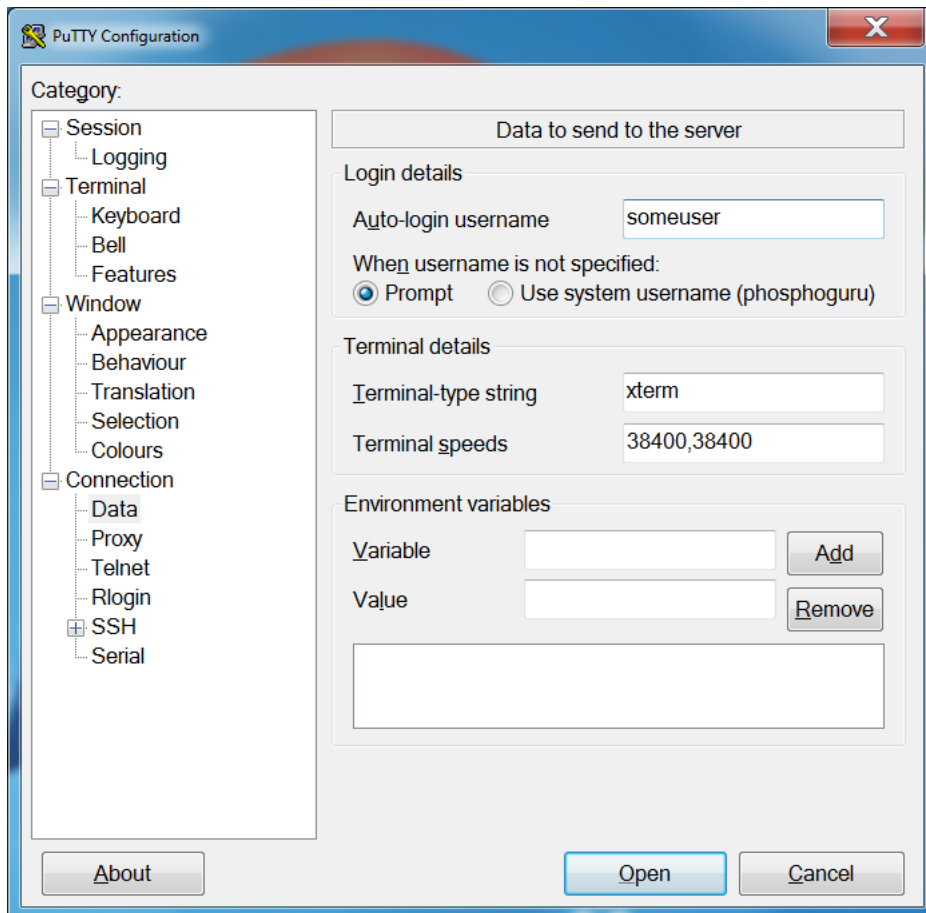 PuTTY Configuration
X
Category:
Session
Logging
Terminal
Keyboard
Bell
Features
Window
Appearance
Behaviour
Translation
Selection
Colours
Connection
Data
Proxy
Telnet
Rlogin
SSH
Serial
Data to send to the server
Login details
Auto-login username someuser
When username is not specified:
Prompt Use system username (phosphoguru)
Terminal details
Terminal-type string xterm
Terminal speeds 38400,38400
Environment variables
Variable Add
Value Remove
About Open Cancel